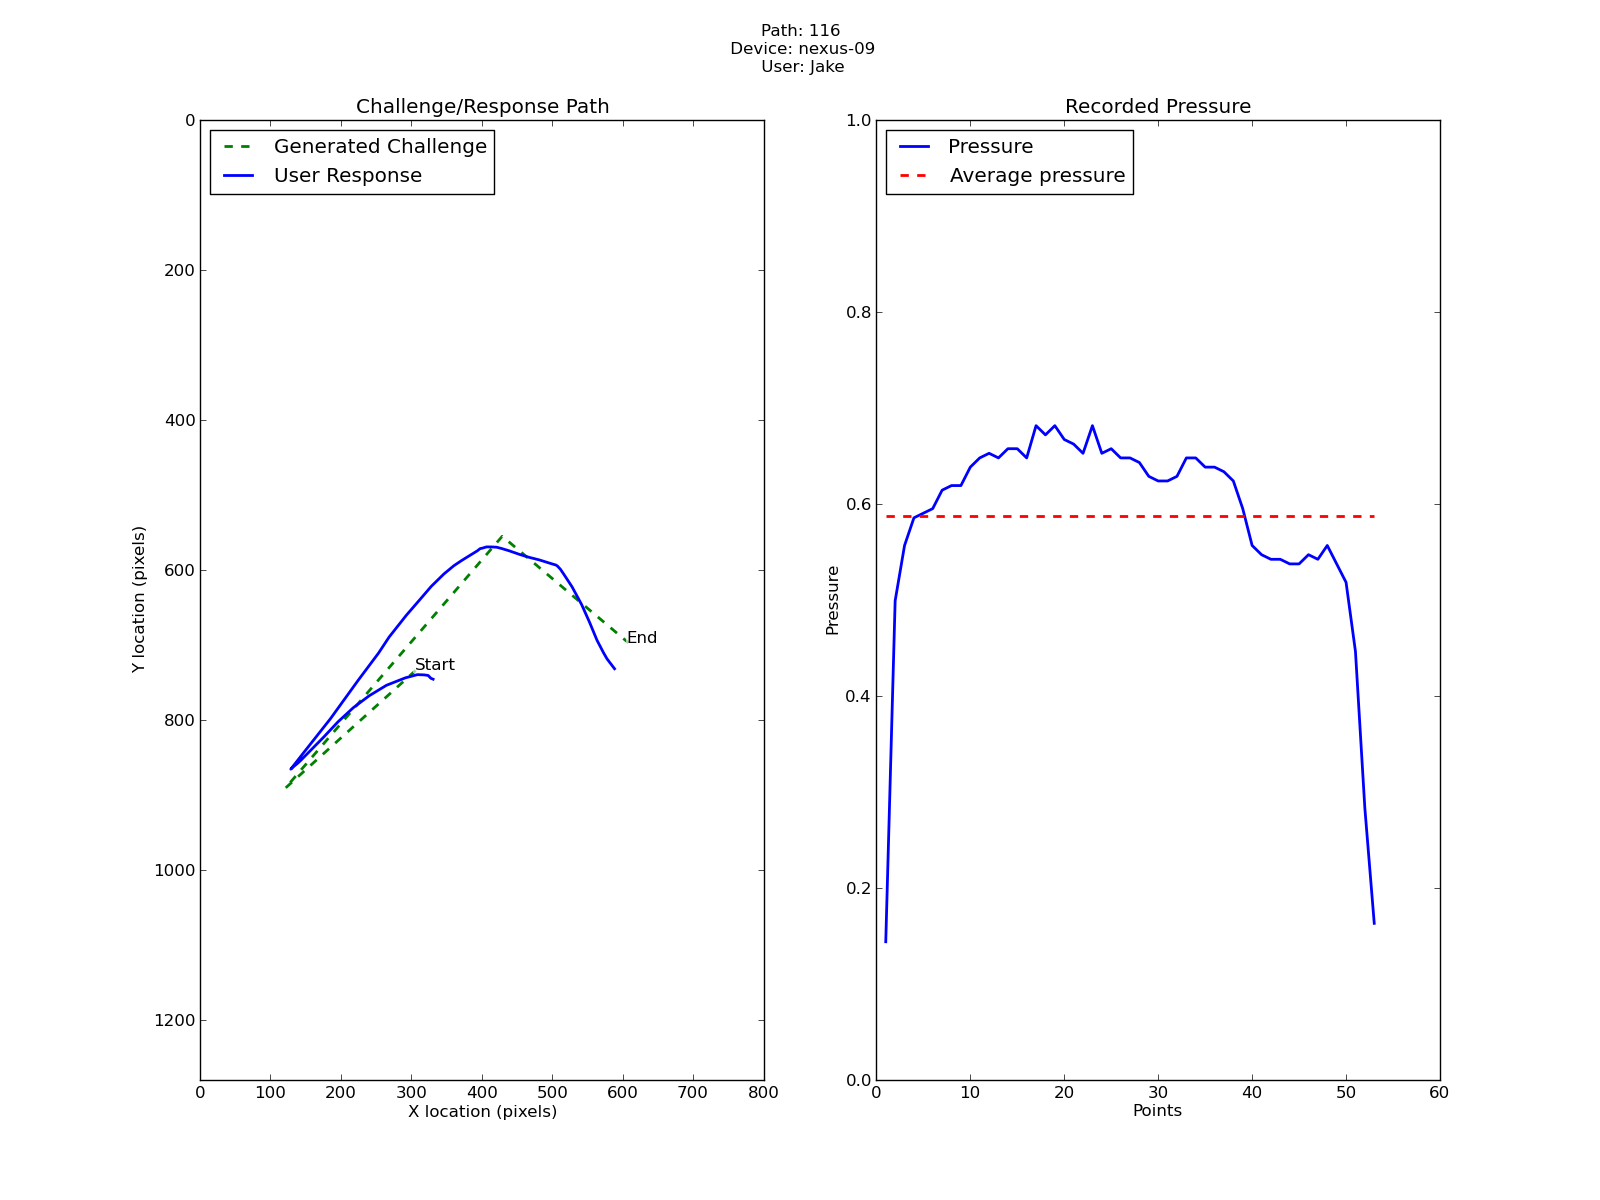 Path: 116
Device: nexus-09
User: Jake
Challenge/Response Path
Generated Challenge
User Response
0
200
400
600
800
1000
1200
Y location (pixels)
Start
End
0 100 200 300 400 500 600 700 800
X location (pixels)
Recorded Pressure
Pressure
Average pressure
1.0
0.8
0.6
0.4
0.2
0.0
Pressure
0 10 20 30 40 50 60
Points